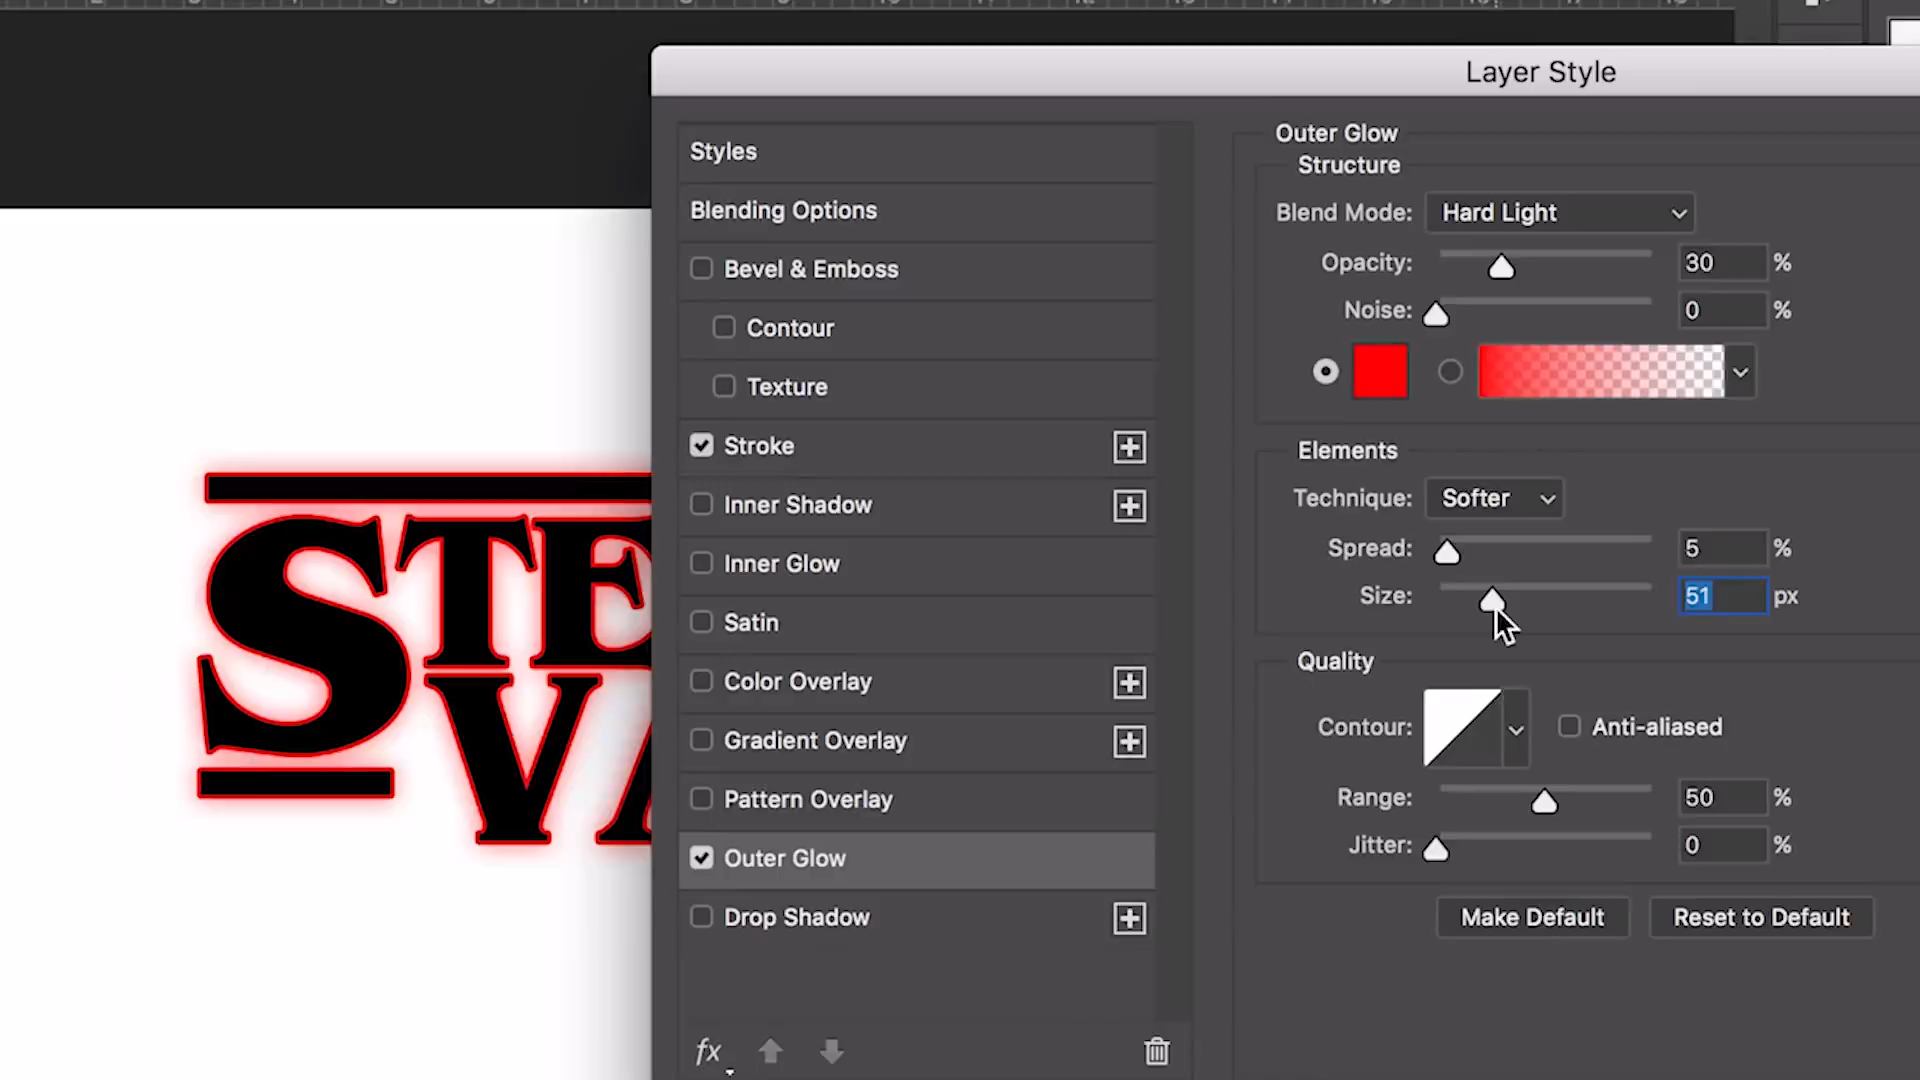 Layer Style
Styles
Blending Options
Bevel & Emboss
Contour
Texture
Stroke
Inner Shadow
Inner Glow
Satin
Color Overlay
Gradient Overlay
Pattern Overlay
Outer Glow
Drop Shadow
fx
Outer Glow
Structure
Blend Mode: Hard Light
Opacity: 30 %
Noise: 0 %
Elements
Technique: Softer
Spread: 5 %
Size: 51 px
Quality
Contour: Anti-aliased
Range: 50 %
Jitter: 0 %
Make Default Reset to Default
STE
V